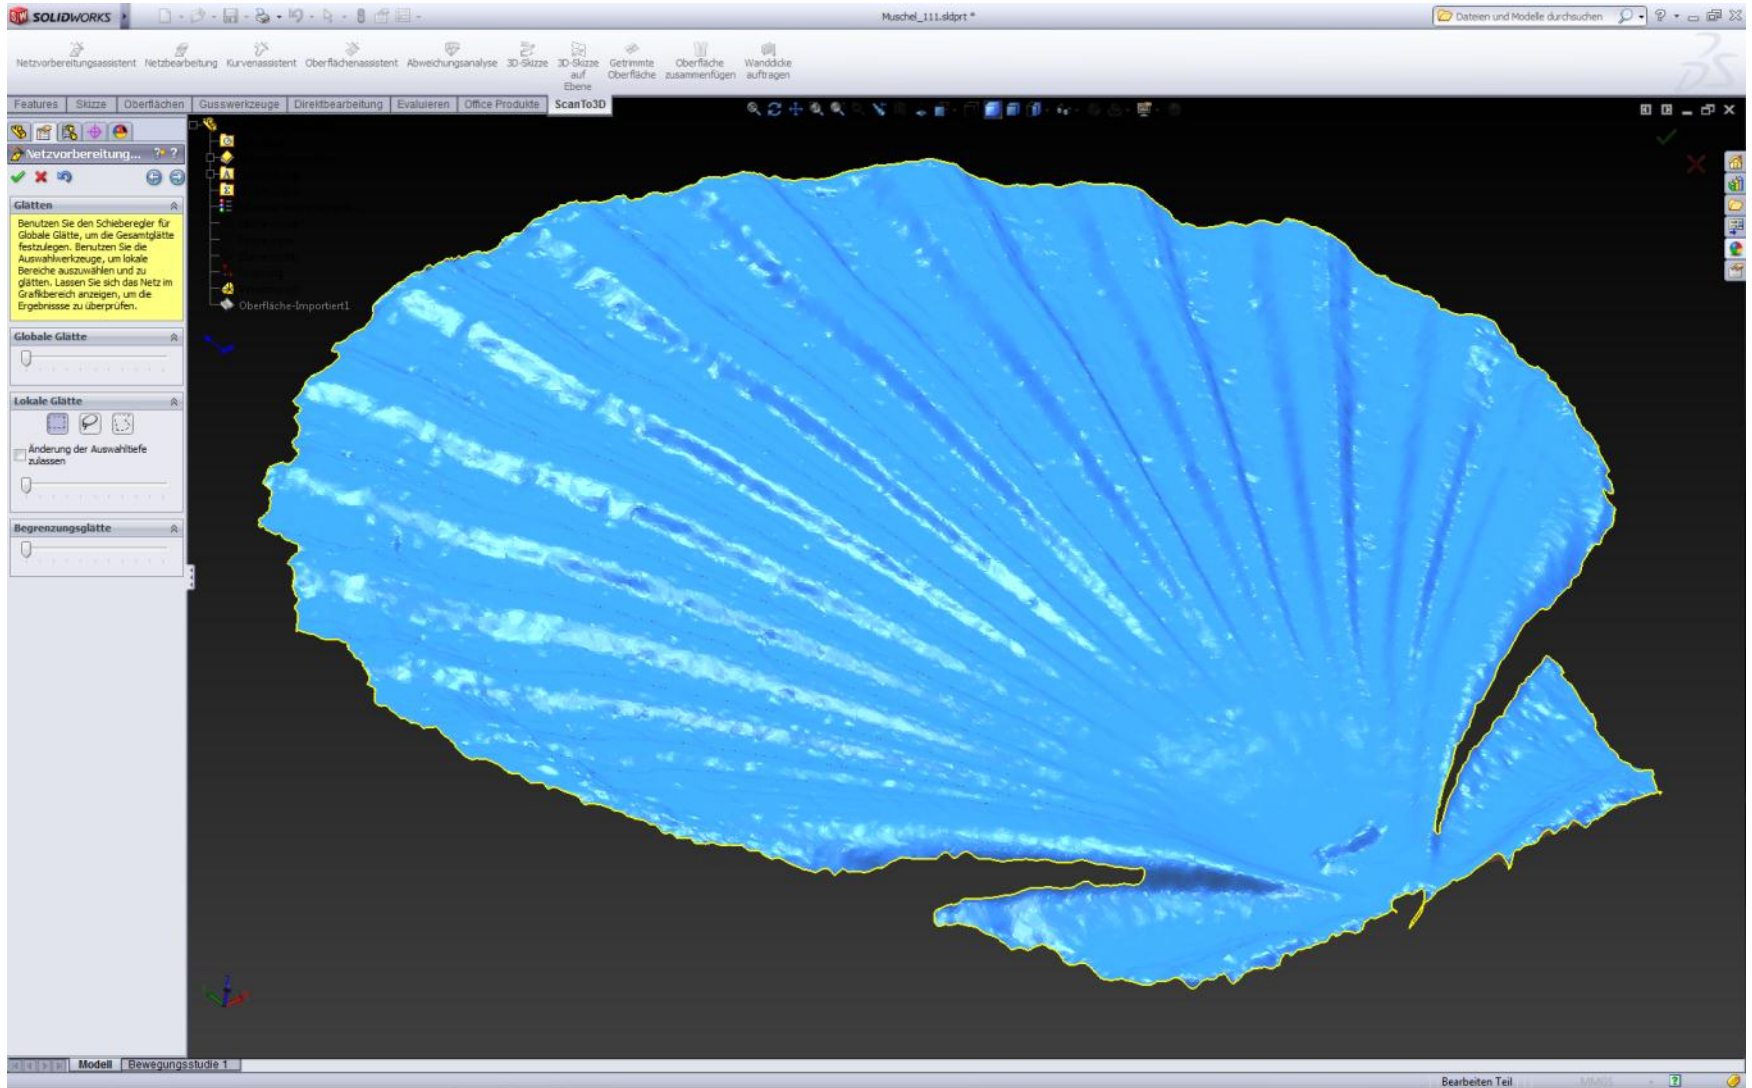 SOLIDWORKS
Muschel_111.sldprt *
Dateien und Modelle durchsuchen
Netzvorbereitungsassistent
Netzbearbeitung
Kurvenassistent
Oberflächenassistent
Abweichungsanalyse
3D-Skizze
3D-Skizze
auf
Ebene
Getrimmte
Oberfläche
Oberfläche
zusammenfügen
Wanddicke
auftragen
Features
Skizze
Oberflächen
Gusswerkzeuge
Direktbearbeitung
Evaluieren
Office Produkte
ScanTo3D
Netzvorbereitung...
Glätten
Benutzen Sie den Schieberegler für
Globale Glätte, um die Gesamtglätte
festzulegen. Benutzen Sie die
Auswahlwerkzeuge, um lokale
Bereiche auszuwählen und zu
glätten. Lassen Sie sich das Netz im
Grafikbereich anzeigen, um die
Ergebnissse zu überprüfen.
Oberfläche-Importiert1
Globale Glätte
Lokale Glätte
Änderung der Auswahltiefe
zulassen
Begrenzungsglätte
Modell
Bewegungsstudie 1
Bearbeiten Teil
MMGS